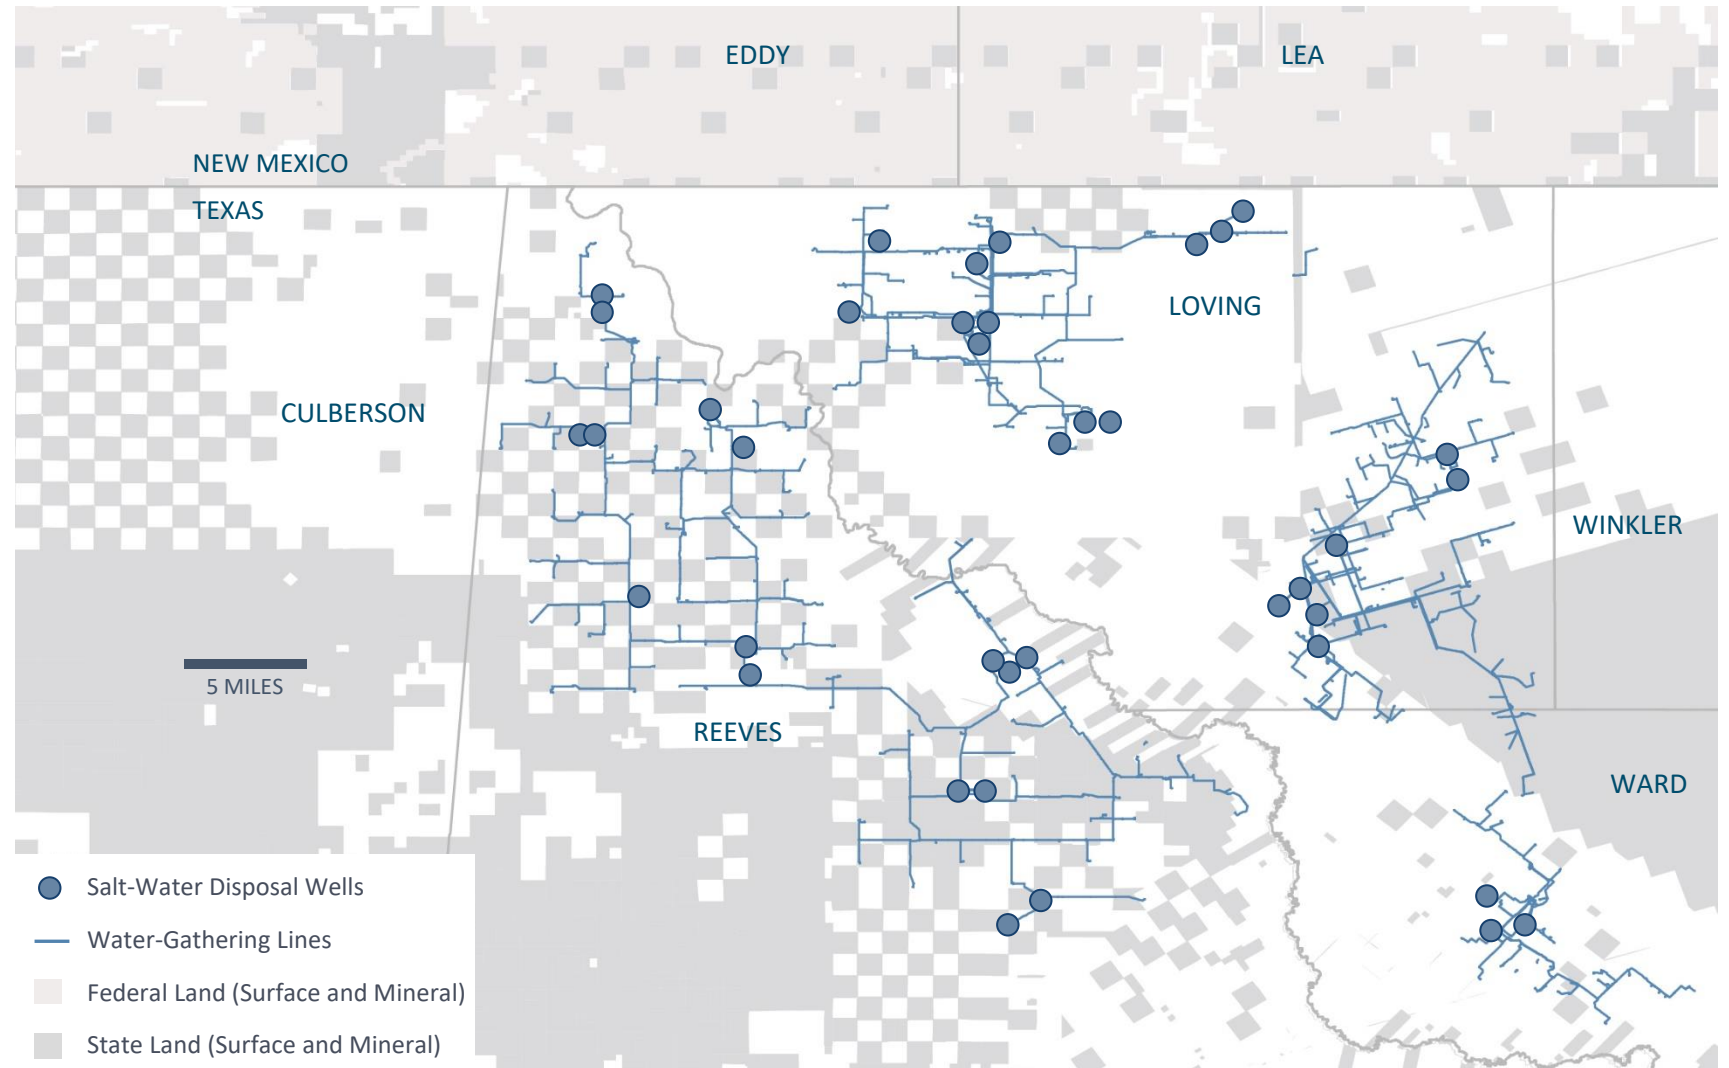 EDDY
LEA
NEW MEXICO
TEXAS
LOVING
CULBERSON
WINKLER
5 MILES
REEVES
WARD
Salt-Water Disposal Wells
Water-Gathering Lines
Federal Land (Surface and Mineral)
State Land (Surface and Mineral)